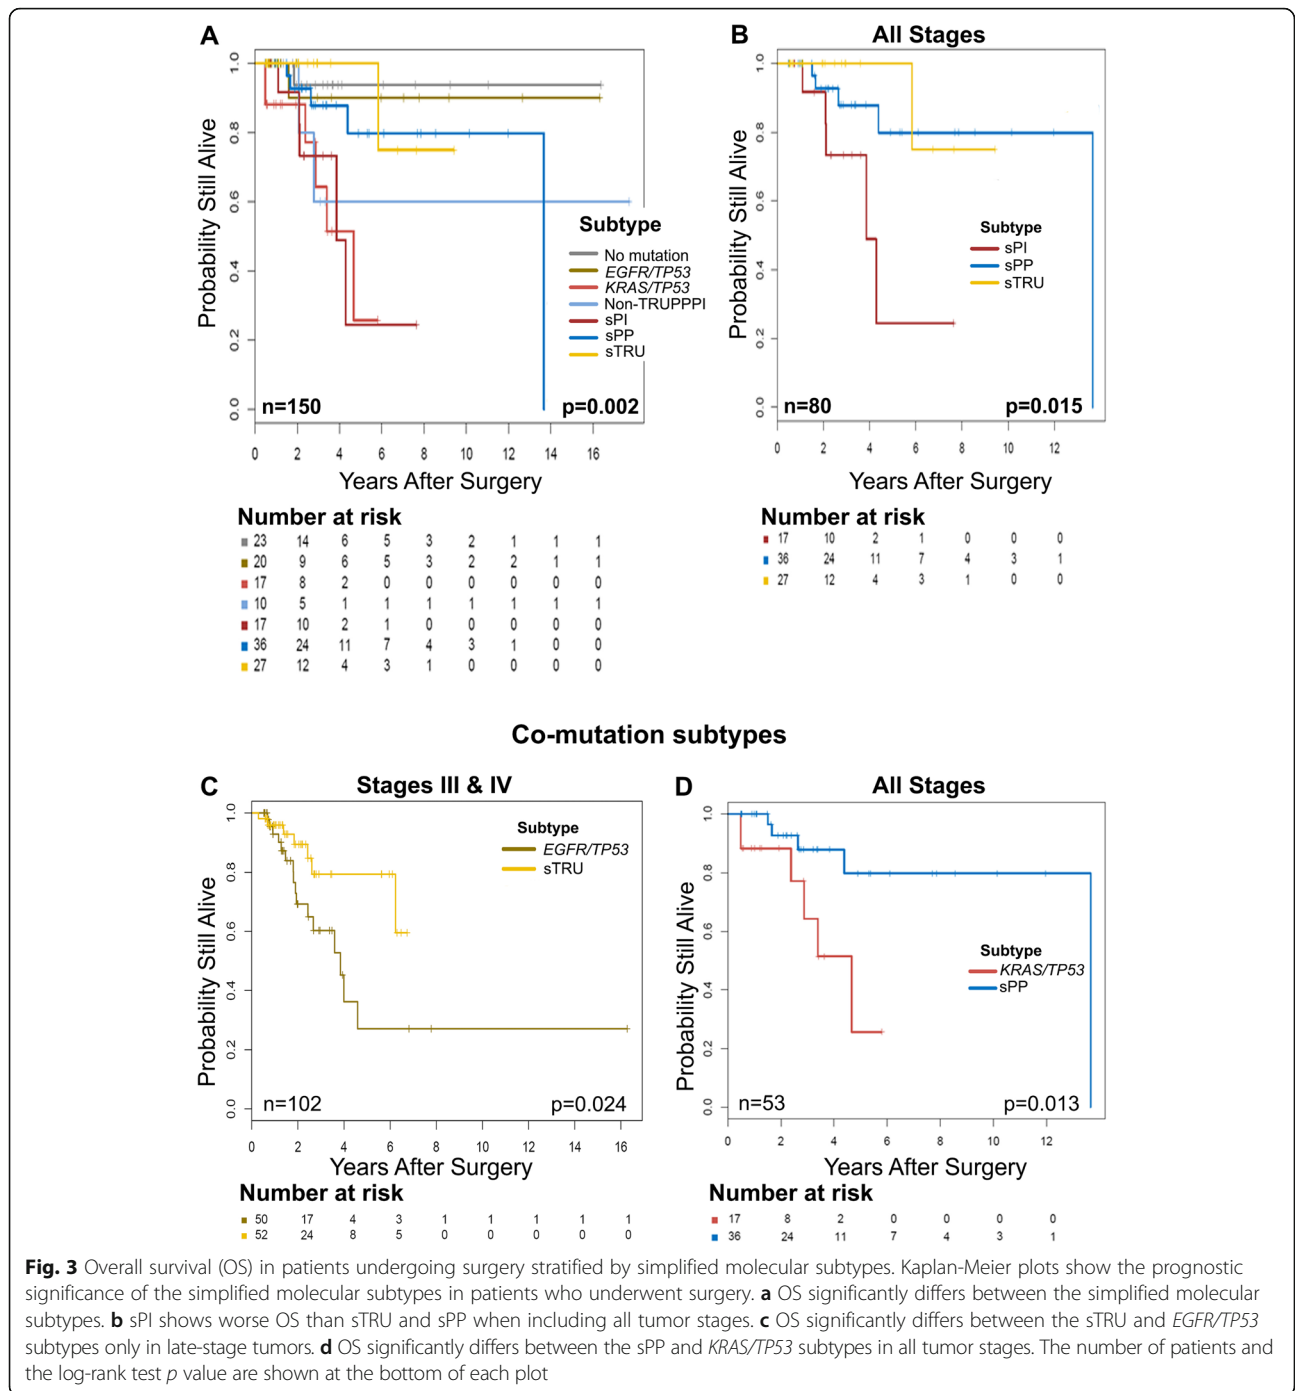 A
Probability Still Alive
1.0
0.8
0.6
0.4
0.2
0.0
Subtype
No mutation
EGFR/TP53
KRAS/TP53
Non-TRUPPPI
sPI
sPP
sTRU
n=150
p=0.002
0 2 4 6 8 10 12 14 16
Years After Surgery
Number at risk
23 14 6 5 3 2 1 1 1
20 9 6 5 3 2 2 1 1
17 8 2 0 0 0 0 0 0
10 5 1 1 1 1 1 1 1
17 10 2 1 0 0 0 0 0
36 24 11 7 4 3 1 0 0
27 12 4 3 1 0 0 0 0
B
All Stages
Probability Still Alive
1.0
0.8
0.6
0.4
0.2
0.0
Subtype
sPI
sPP
sTRU
n=80
p=0.015
0 2 4 6 8 10 12
Years After Surgery
Number at risk
17 10 2 1 0 0 0
36 24 11 7 4 3 1
27 12 4 3 1 0 0
Co-mutation subtypes
C
Stages III & IV
Probability Still Alive
1.0
0.8
0.6
0.4
0.2
0.0
Subtype
EGFR/TP53
sTRU
n=102
p=0.024
0 2 4 6 8 10 12 14 16
Years After Surgery
Number at risk
50 17 4 3 1 1 1 1 1
52 24 8 5 0 0 0 0 0
D
All Stages
Probability Still Alive
1.0
0.8
0.6
0.4
0.2
0.0
Subtype
KRAS/TP53
sPP
n=53
p=0.013
0 2 4 6 8 10 12
Years After Surgery
Number at risk
17 8 2 0 0 0 0
36 24 11 7 4 3 1
Fig. 3 Overall survival (OS) in patients undergoing surgery stratified by simplified molecular subtypes. Kaplan-Meier plots show the prognostic
significance of the simplified molecular subtypes in patients who underwent surgery. a OS significantly differs between the simplified molecular
subtypes. b sPI shows worse OS than sTRU and sPP when including all tumor stages. c OS significantly differs between the sTRU and EGFR/TP53
subtypes only in late-stage tumors. d OS significantly differs between the sPP and KRAS/TP53 subtypes in all tumor stages. The number of patients and
the log-rank test p value are shown at the bottom of each plot